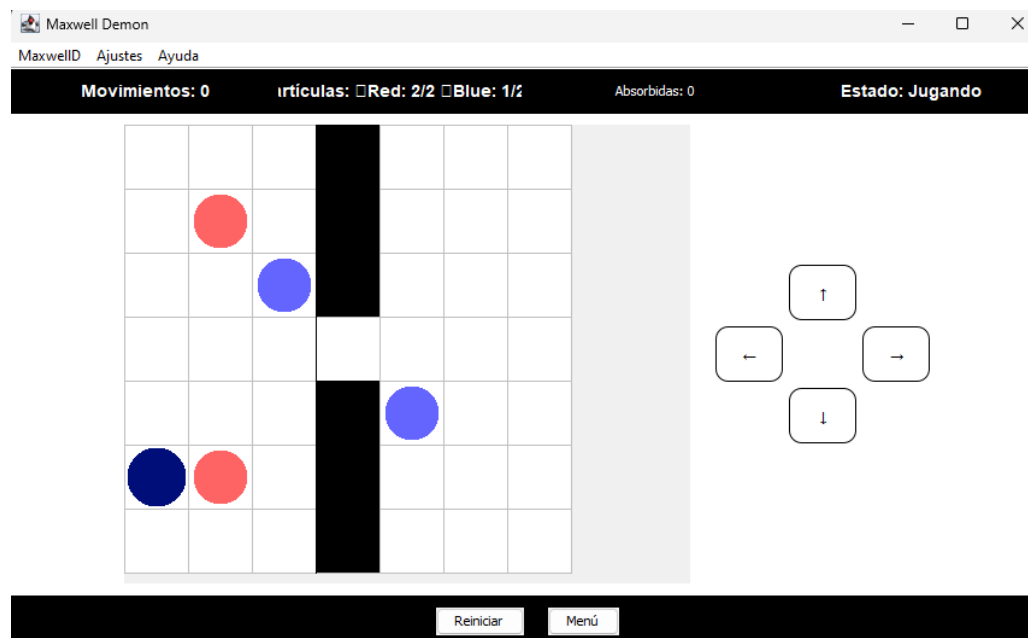 Maxwell Demon
MaxwellD Ajustes Ayuda
Movimientos: 0 ırtículas: □Red: 2/2 □Blue: 1/2 Absorbidas: 0 Estado: Jugando
↑
← →
↓
Reiniciar Menú